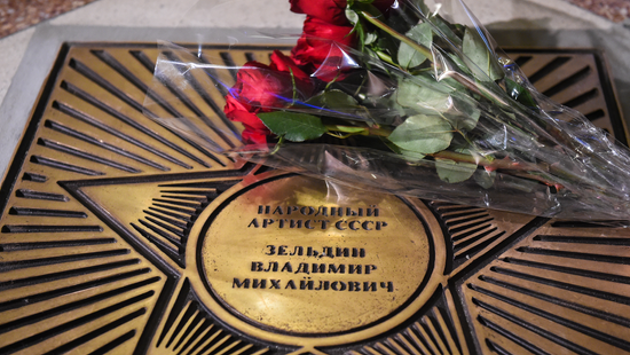 НАРОДНЫЙ
АРТИСТ СССР
ЗЕЛЬДИН
ВЛАДИМИР
МИХАЙЛОВИЧ